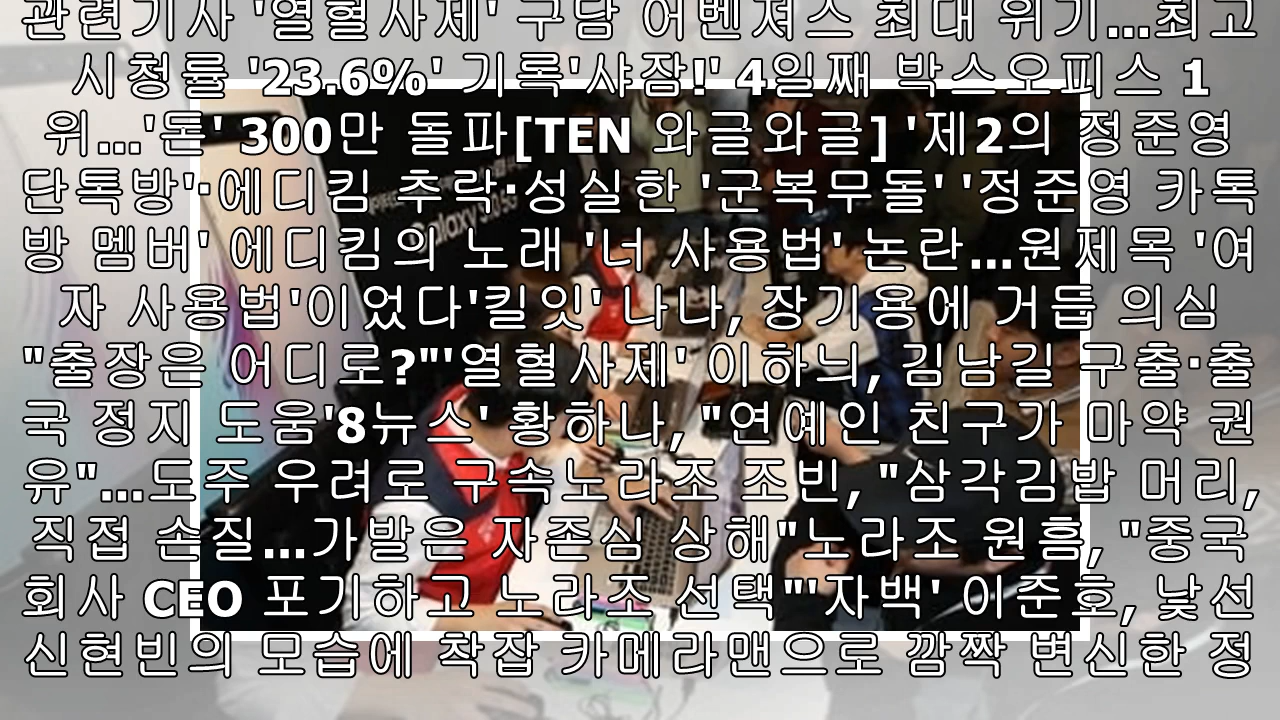 관련기사 '열혈사제' 구담 어벤져스 최대 위기...최고
시청률 '23.6%' 기록'샤잠!' 4일째 박스오피스 1
위...'돈' 300만 돌파[TEN 와글와글] '제2의 정준영
단톡방'·에디킴 추락·성실한 '군복무돌' '정준영 카톡
방 멤버' 에디킴의 노래 '너 사용법' 논란...원제목 '여
자 사용법'이었다'킬잇' 나나, 장기용에 거듭 의심
"출장은 어디로?"'열혈사제' 이하늬, 김남길 구출·출
국 정지 도움'8뉴스' 황하나, "연예인 친구가 마약 권
유"...도주 우려로 구속노라조 조빈, "삼각김밥 머리,
직접 손질...가발은 자존심 상해"노라조 원흠, "중국
회사 CEO 포기하고 노라조 선택"'자백' 이준호, 낯선
신현빈의 모습에 착잡 카메라맨으로 깜짝 변신한 정
Galaxy S10 5G